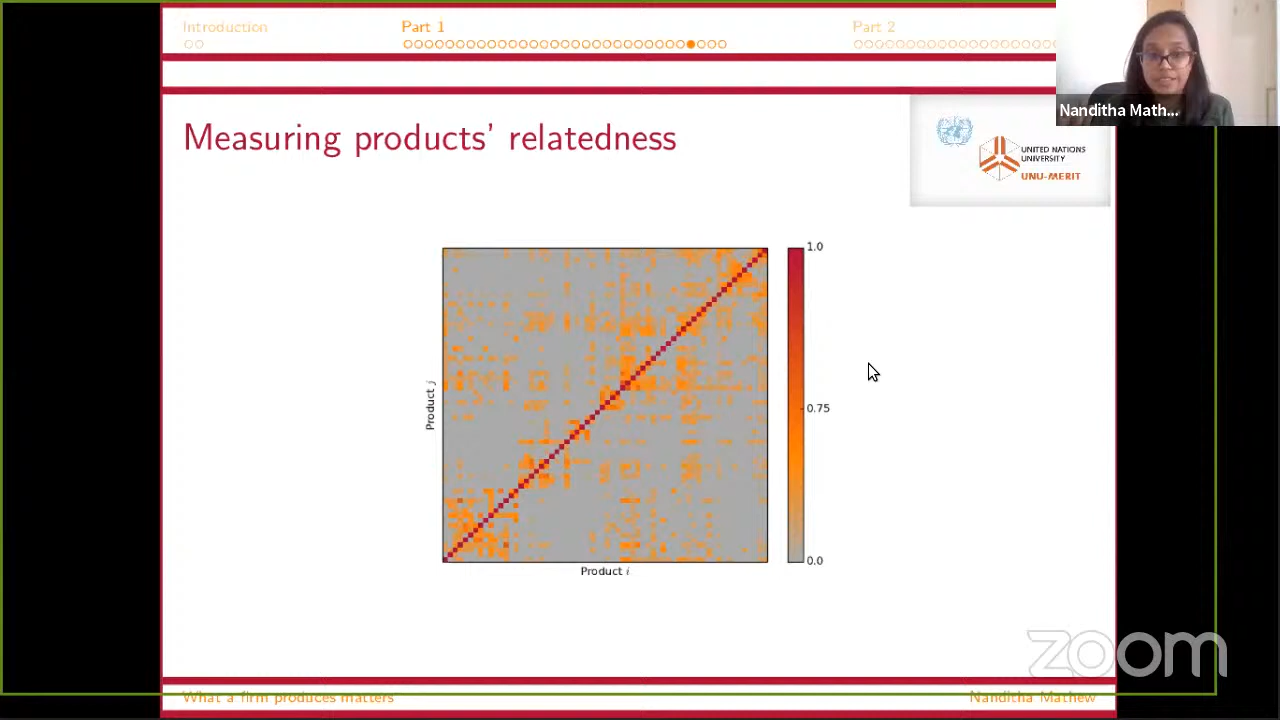 Introduction
Part 1
Part 2
Nanditha Math...
Measuring products' relatedness
UNITED NATIONS
UNIVERSITY
UNU-MERIT
1.0
0.75
0.0
Product j
Product i
zoom
What a firm produces matters
Nanditha Mathew